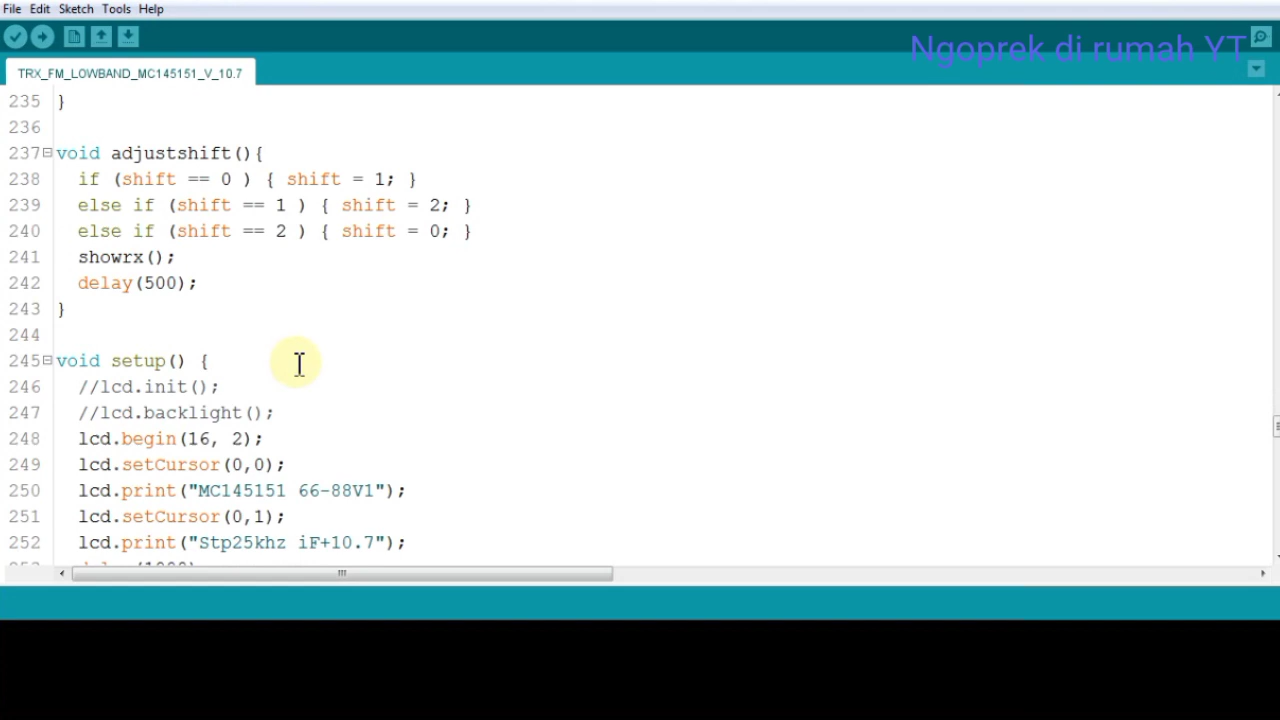 File Edit Sketch Tools Help
Ngoprek di rumah YT
TRX_FM_LOWBAND_MC145151_V_10.7
235 }
236
237 void adjustshift(){
238 if (shift == 0 ) { shift = 1; }
239 else if (shift == 1 ) { shift = 2; }
240 else if (shift == 2 ) { shift = 0; }
241 showrx();
242 delay(500);
243 }
244
245 void setup() {
246 //lcd.init();
247 //lcd.backlight();
248 lcd.begin(16, 2);
249 lcd.setCursor(0,0);
250 lcd.print("MC145151 66-88V1");
251 lcd.setCursor(0,1);
252 lcd.print("Stp25khz iF+10.7");